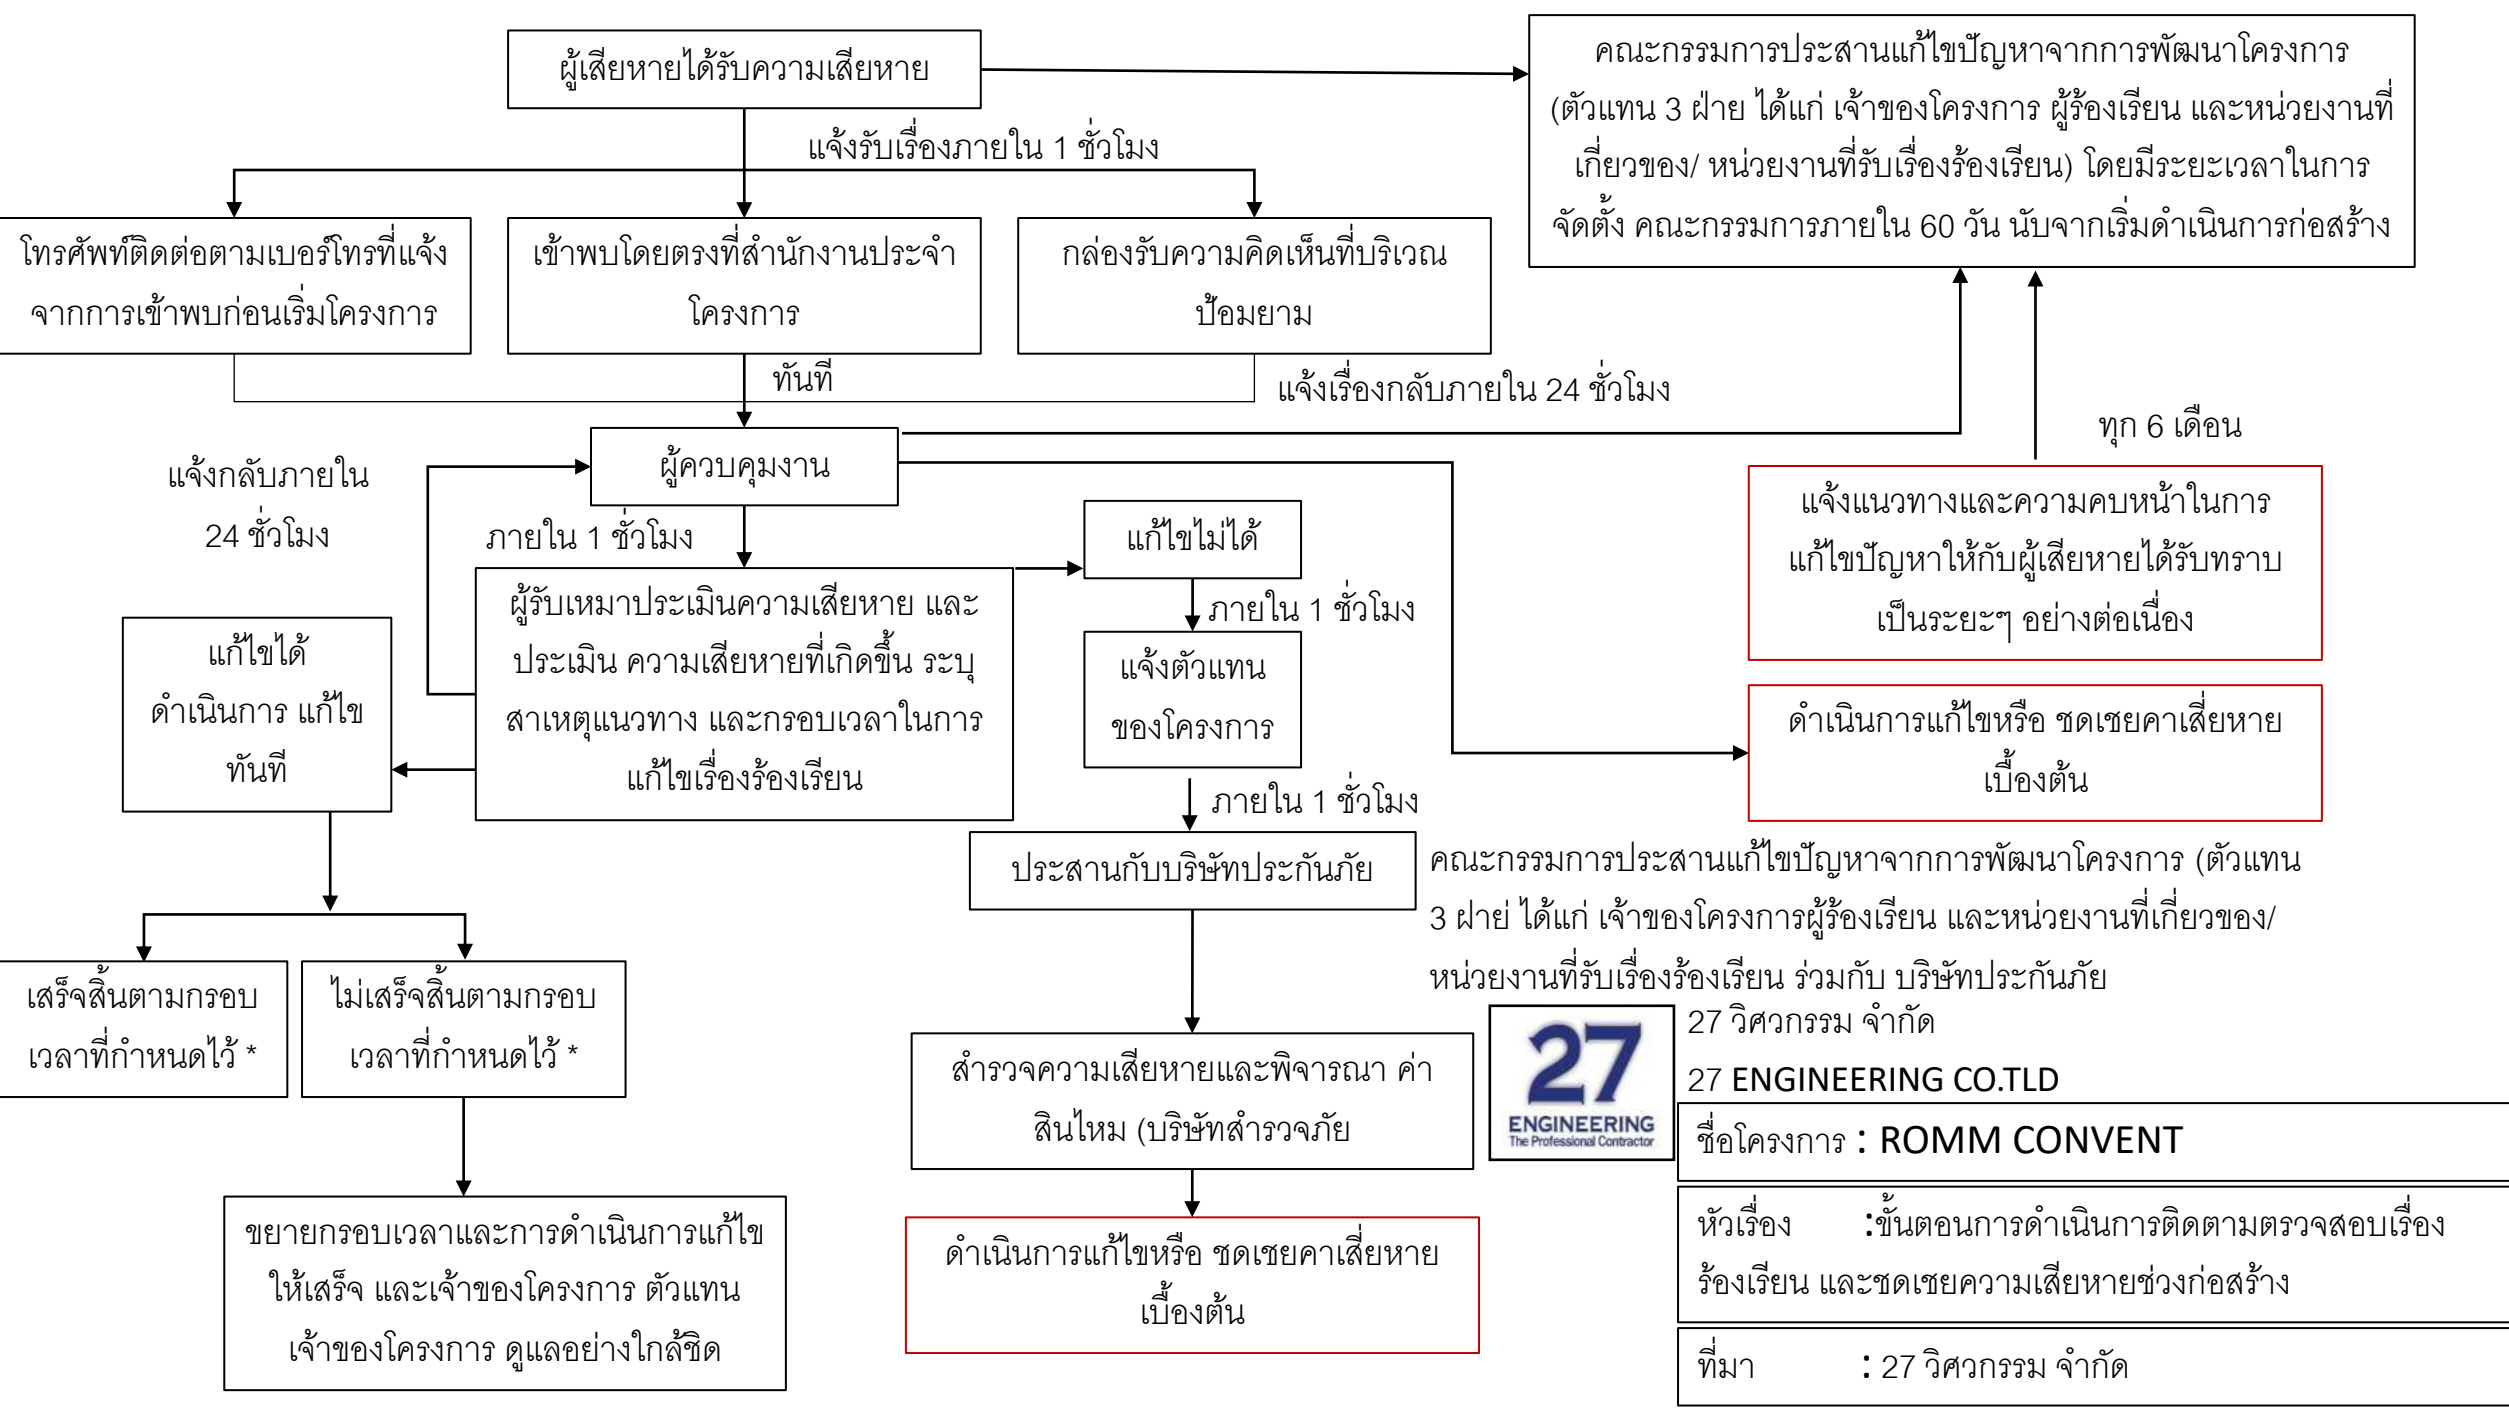 ผู้เสียหายได้รับความเสียหาย
คณะกรรมการประสานแก้ไขปัญหาจากการพัฒนาโครงการ
(ตัวแทน 3 ฝ่าย ได้แก่ เจ้าของโครงการ ผู้ร้องเรียน และหน่วยงานที่
เกี่ยวของ/ หน่วยงานที่รับเรื่องร้องเรียน) โดยมีระยะเวลาในการ
จัดตั้ง คณะกรรมการภายใน 60 วัน นับจากเริ่มดำเนินการก่อสร้าง
แจ้งรับเรื่องภายใน 1 ชั่วโมง
โทรศัพท์ติดต่อตามเบอร์โทรที่แจ้ง
จากการเข้าพบก่อนเริ่มโครงการ
เข้าพบโดยตรงที่สำนักงานประจำ
โครงการ
กล่องรับความคิดเห็นที่บริเวณ
ป้อมยาม
ทันที
แจ้งเรื่องกลับภายใน 24 ชั่วโมง
ทุก 6 เดือน
ผู้ควบคุมงาน
แจ้งกลับภายใน
24 ชั่วโมง
ภายใน 1 ชั่วโมง
แก้ไขไม่ได้
ภายใน 1 ชั่วโมง
แจ้งแนวทางและความคบหน้าในการ
แก้ไขปัญหาให้กับผู้เสียหายได้รับทราบ
เป็นระยะๆ อย่างต่อเนื่อง
ผู้รับเหมาประเมินความเสียหาย และ
ประเมิน ความเสียหายที่เกิดขึ้น ระบุ
สาเหตุแนวทาง และกรอบเวลาในการ
แก้ไขเรื่องร้องเรียน
แก้ไขได้
ดำเนินการ แก้ไข
ทันที
แจ้งตัวแทน
ของโครงการ
ดำเนินการแก้ไขหรือ ชดเชยคาเสี่ยหาย
เบื้องต้น
ภายใน 1 ชั่วโมง
ประสานกับบริษัทประกันภัย
คณะกรรมการประสานแก้ไขปัญหาจากการพัฒนาโครงการ (ตัวแทน
3 ฝาย่ ได้แก่ เจ้าของโครงการผู้ร้องเรียน และหน่วยงานที่เกี่ยวของ/
หน่วยงานที่รับเรื่องร้องเรียน ร่วมกับ บริษัทประกันภัย
เสร็จสิ้นตามกรอบ
เวลาที่กำหนดไว้ *
ไม่เสร็จสิ้นตามกรอบ
เวลาที่กำหนดไว้ *
สำรวจความเสียหายและพิจารณา ค่า
สินไหม (บริษัทสำรวจภัย
27
ENGINEERING
The Professional Contractor
27 วิศวกรรม จำกัด
27 ENGINEERING CO.TLD
ชื่อโครงการ : ROMM CONVENT
ขยายกรอบเวลาและการดำเนินการแก้ไข
ให้เสร็จ และเจ้าของโครงการ ตัวแทน
เจ้าของโครงการ ดูแลอย่างใกล้ชิด
ดำเนินการแก้ไขหรือ ชดเชยคาเสี่ยหาย
เบื้องต้น
หัวเรื่อง :ขั้นตอนการดำเนินการติดตามตรวจสอบเรื่อง
ร้องเรียน และชดเชยความเสียหายช่วงก่อสร้าง
ที่มา : 27 วิศวกรรม จำกัด